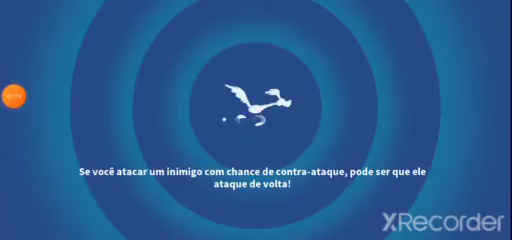 Se você atacar um inimigo com chance de contra-ataque, pode ser que ele
ataque de volta!
XRecorder